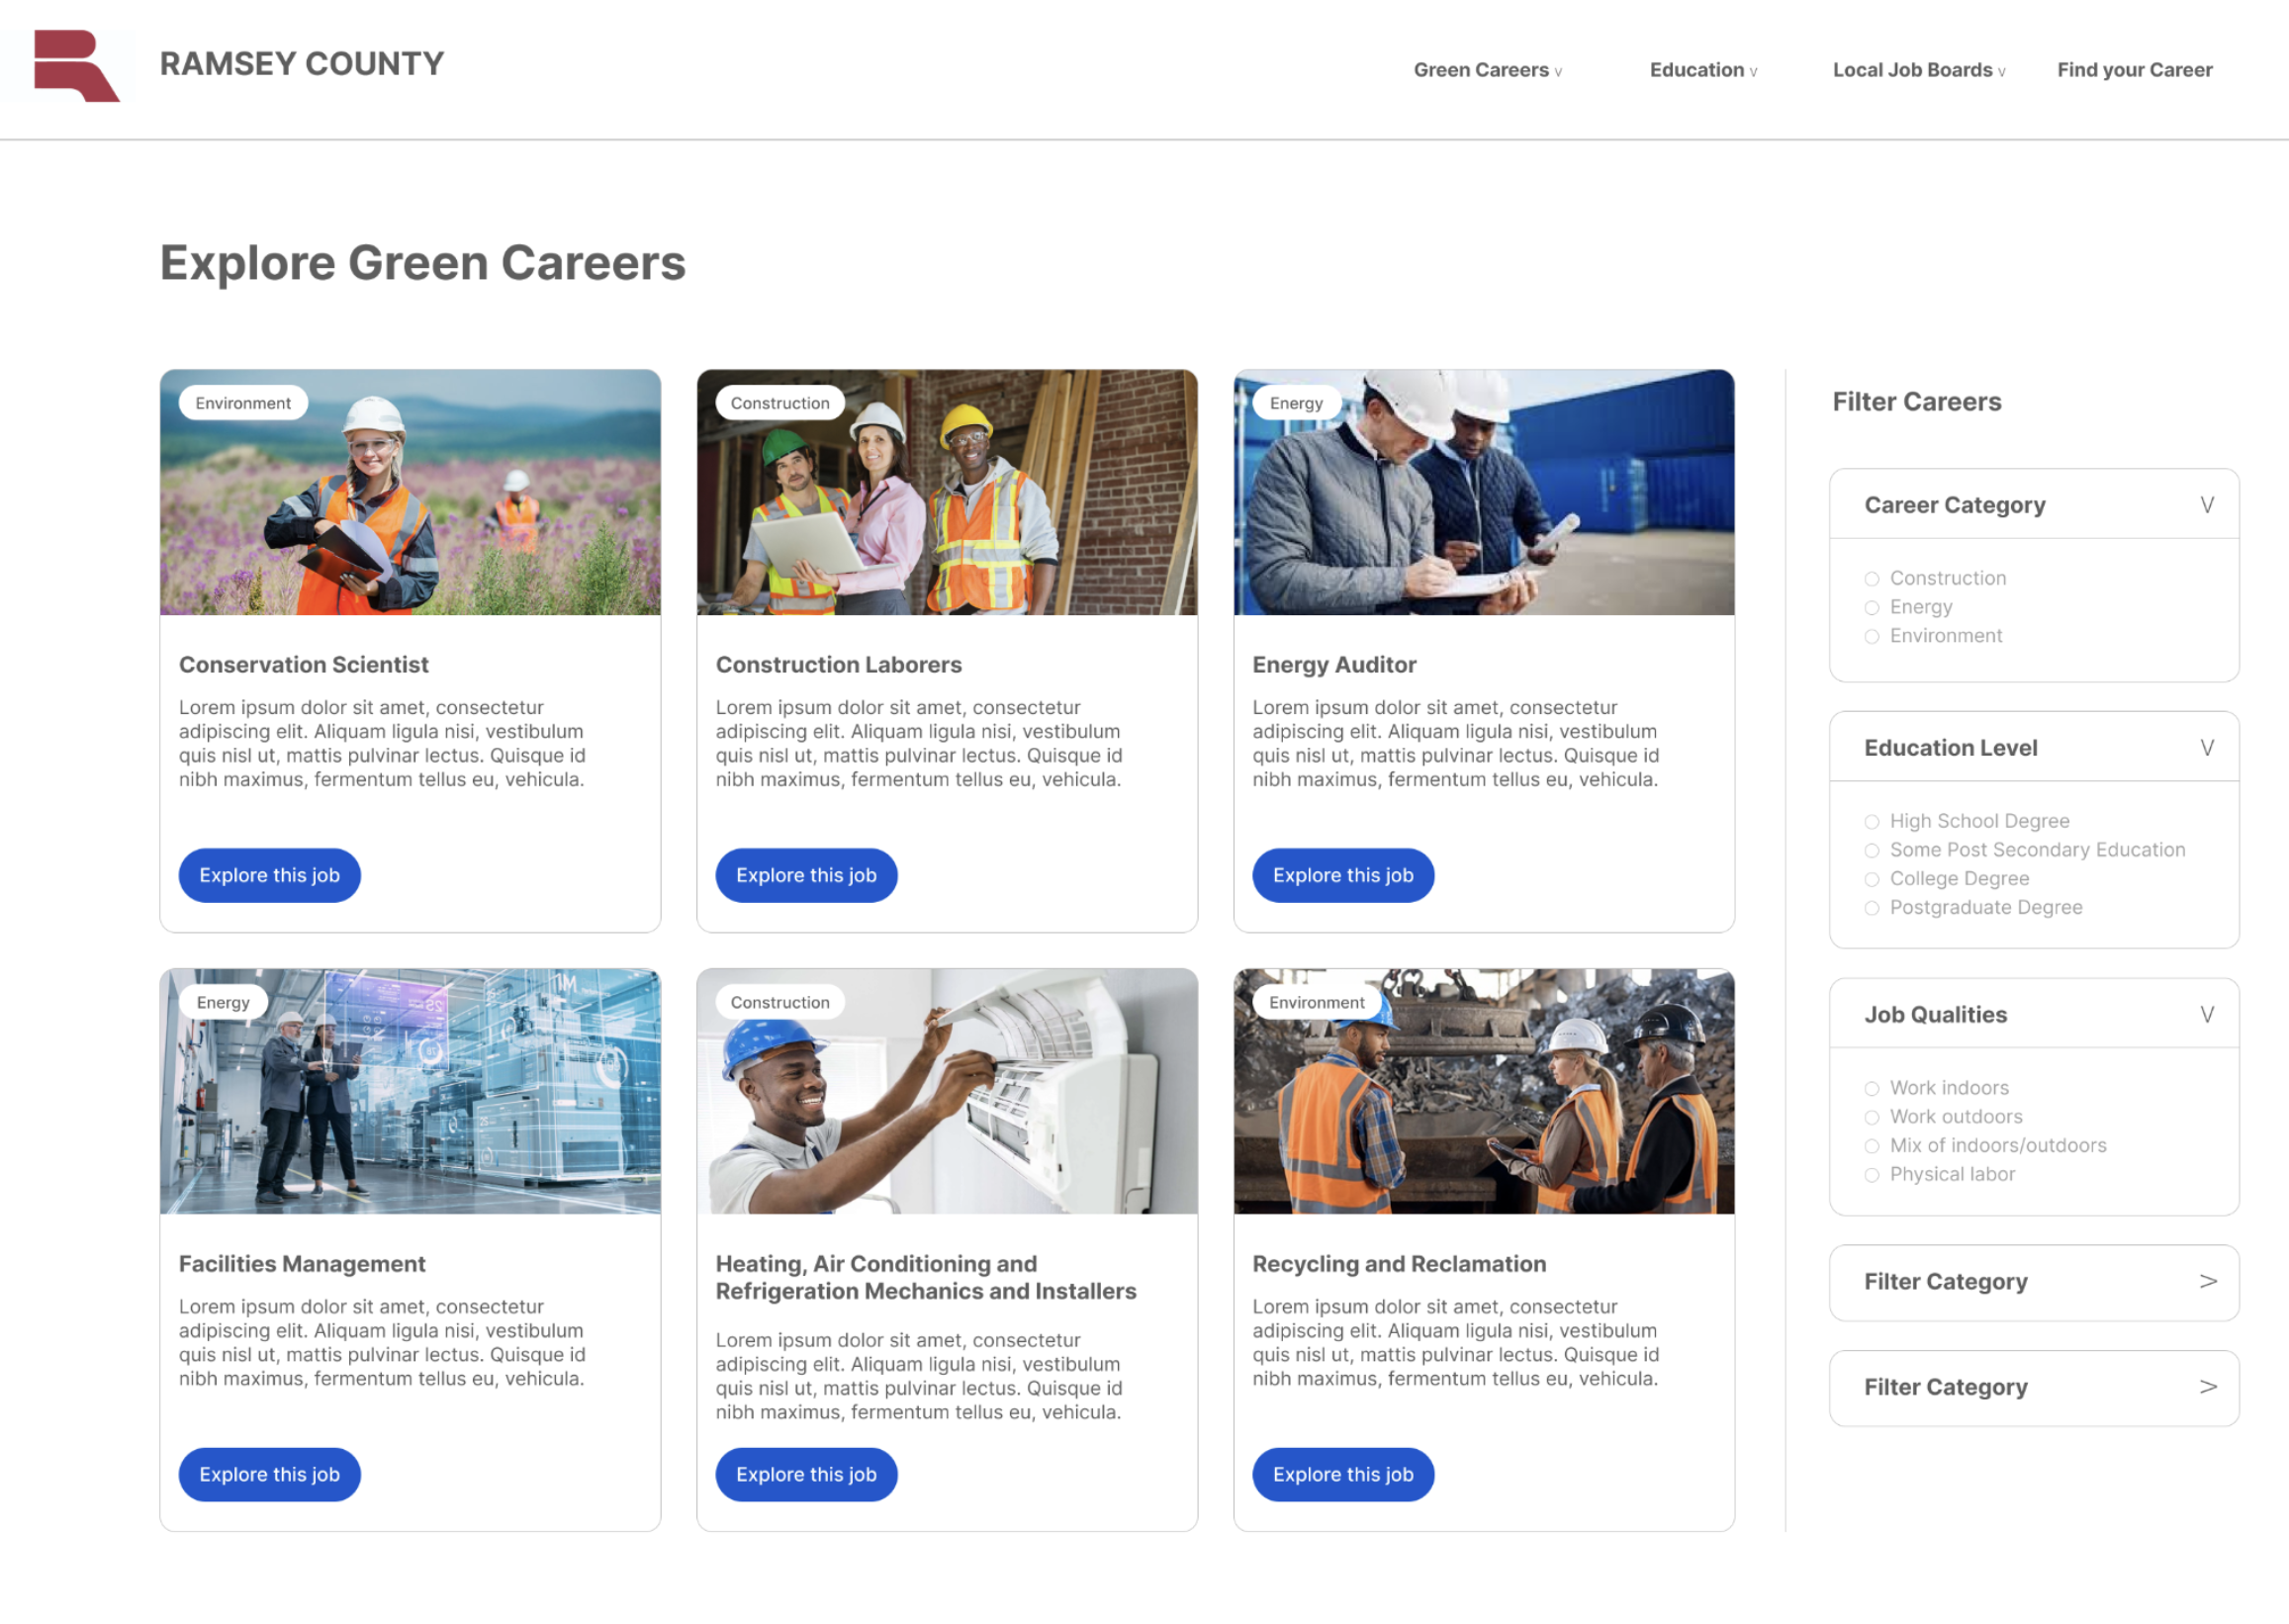 RAMSEY COUNTY
Green Careers v
Education v
Local Job Boards v
Find your Career
Explore Green Careers
Environment
Conservation Scientist
Lorem ipsum dolor sit amet, consectetur
adipiscing elit. Aliquam ligula nisi, vestibulum
quis nisl ut, mattis pulvinar lectus. Quisque id
nibh maximus, fermentum tellus eu, vehicula.
Explore this job
Construction
Construction Laborers
Lorem ipsum dolor sit amet, consectetur
adipiscing elit. Aliquam ligula nisi, vestibulum
quis nisl ut, mattis pulvinar lectus. Quisque id
nibh maximus, fermentum tellus eu, vehicula.
Explore this job
Energy
Energy Auditor
Lorem ipsum dolor sit amet, consectetur
adipiscing elit. Aliquam ligula nisi, vestibulum
quis nisl ut, mattis pulvinar lectus. Quisque id
nibh maximus, fermentum tellus eu, vehicula.
Explore this job
Energy
Facilities Management
Lorem ipsum dolor sit amet, consectetur
adipiscing elit. Aliquam ligula nisi, vestibulum
quis nisl ut, mattis pulvinar lectus. Quisque id
nibh maximus, fermentum tellus eu, vehicula.
Explore this job
Construction
Heating, Air Conditioning and
Refrigeration Mechanics and Installers
Lorem ipsum dolor sit amet, consectetur
adipiscing elit. Aliquam ligula nisi, vestibulum
quis nisl ut, mattis pulvinar lectus. Quisque id
nibh maximus, fermentum tellus eu, vehicula.
Explore this job
Environment
Recycling and Reclamation
Lorem ipsum dolor sit amet, consectetur
adipiscing elit. Aliquam ligula nisi, vestibulum
quis nisl ut, mattis pulvinar lectus. Quisque id
nibh maximus, fermentum tellus eu, vehicula.
Explore this job
Filter Careers
Career Category V
Construction
Energy
Environment
Education Level V
High School Degree
Some Post Secondary Education
College Degree
Postgraduate Degree
Job Qualities V
Work indoors
Work outdoors
Mix of indoors/outdoors
Physical labor
Filter Category >
Filter Category >